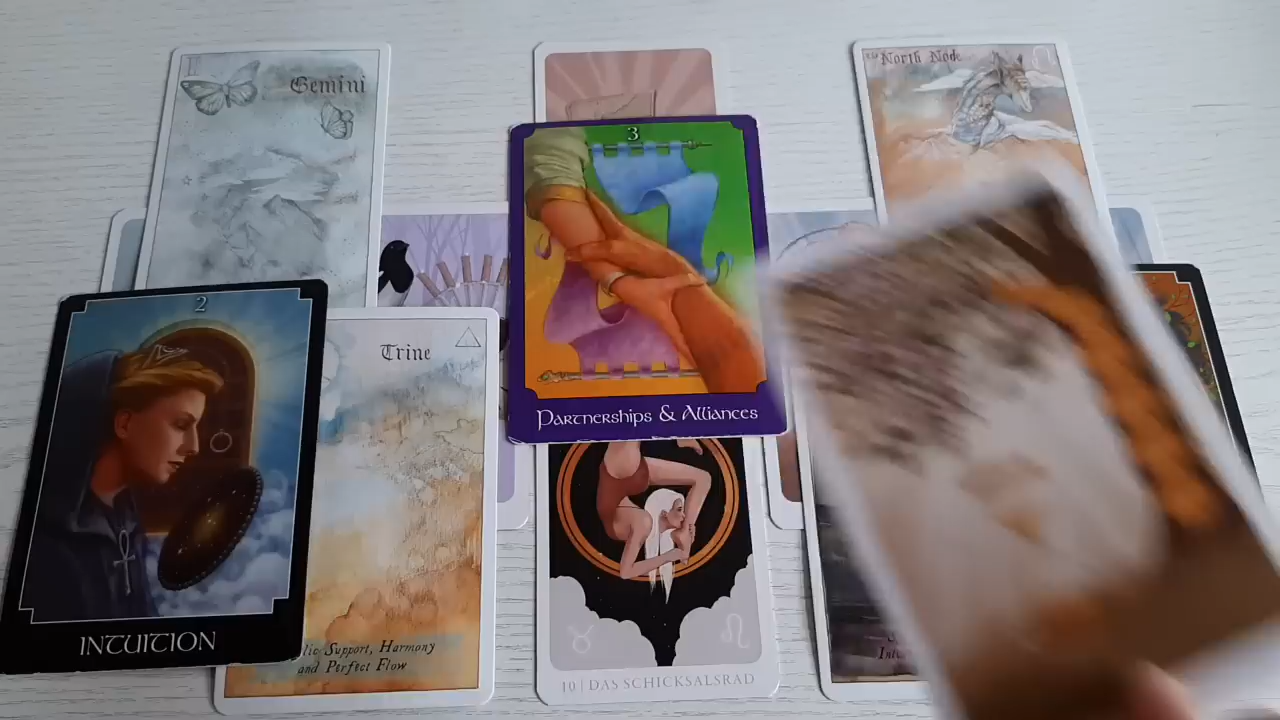 Gemini
North Node
3
Partnerships & Alliances
2
INTUITION
Trine
Support, Harmony
and Perfect Flow
10 | DAS SCHICKSALSRAD